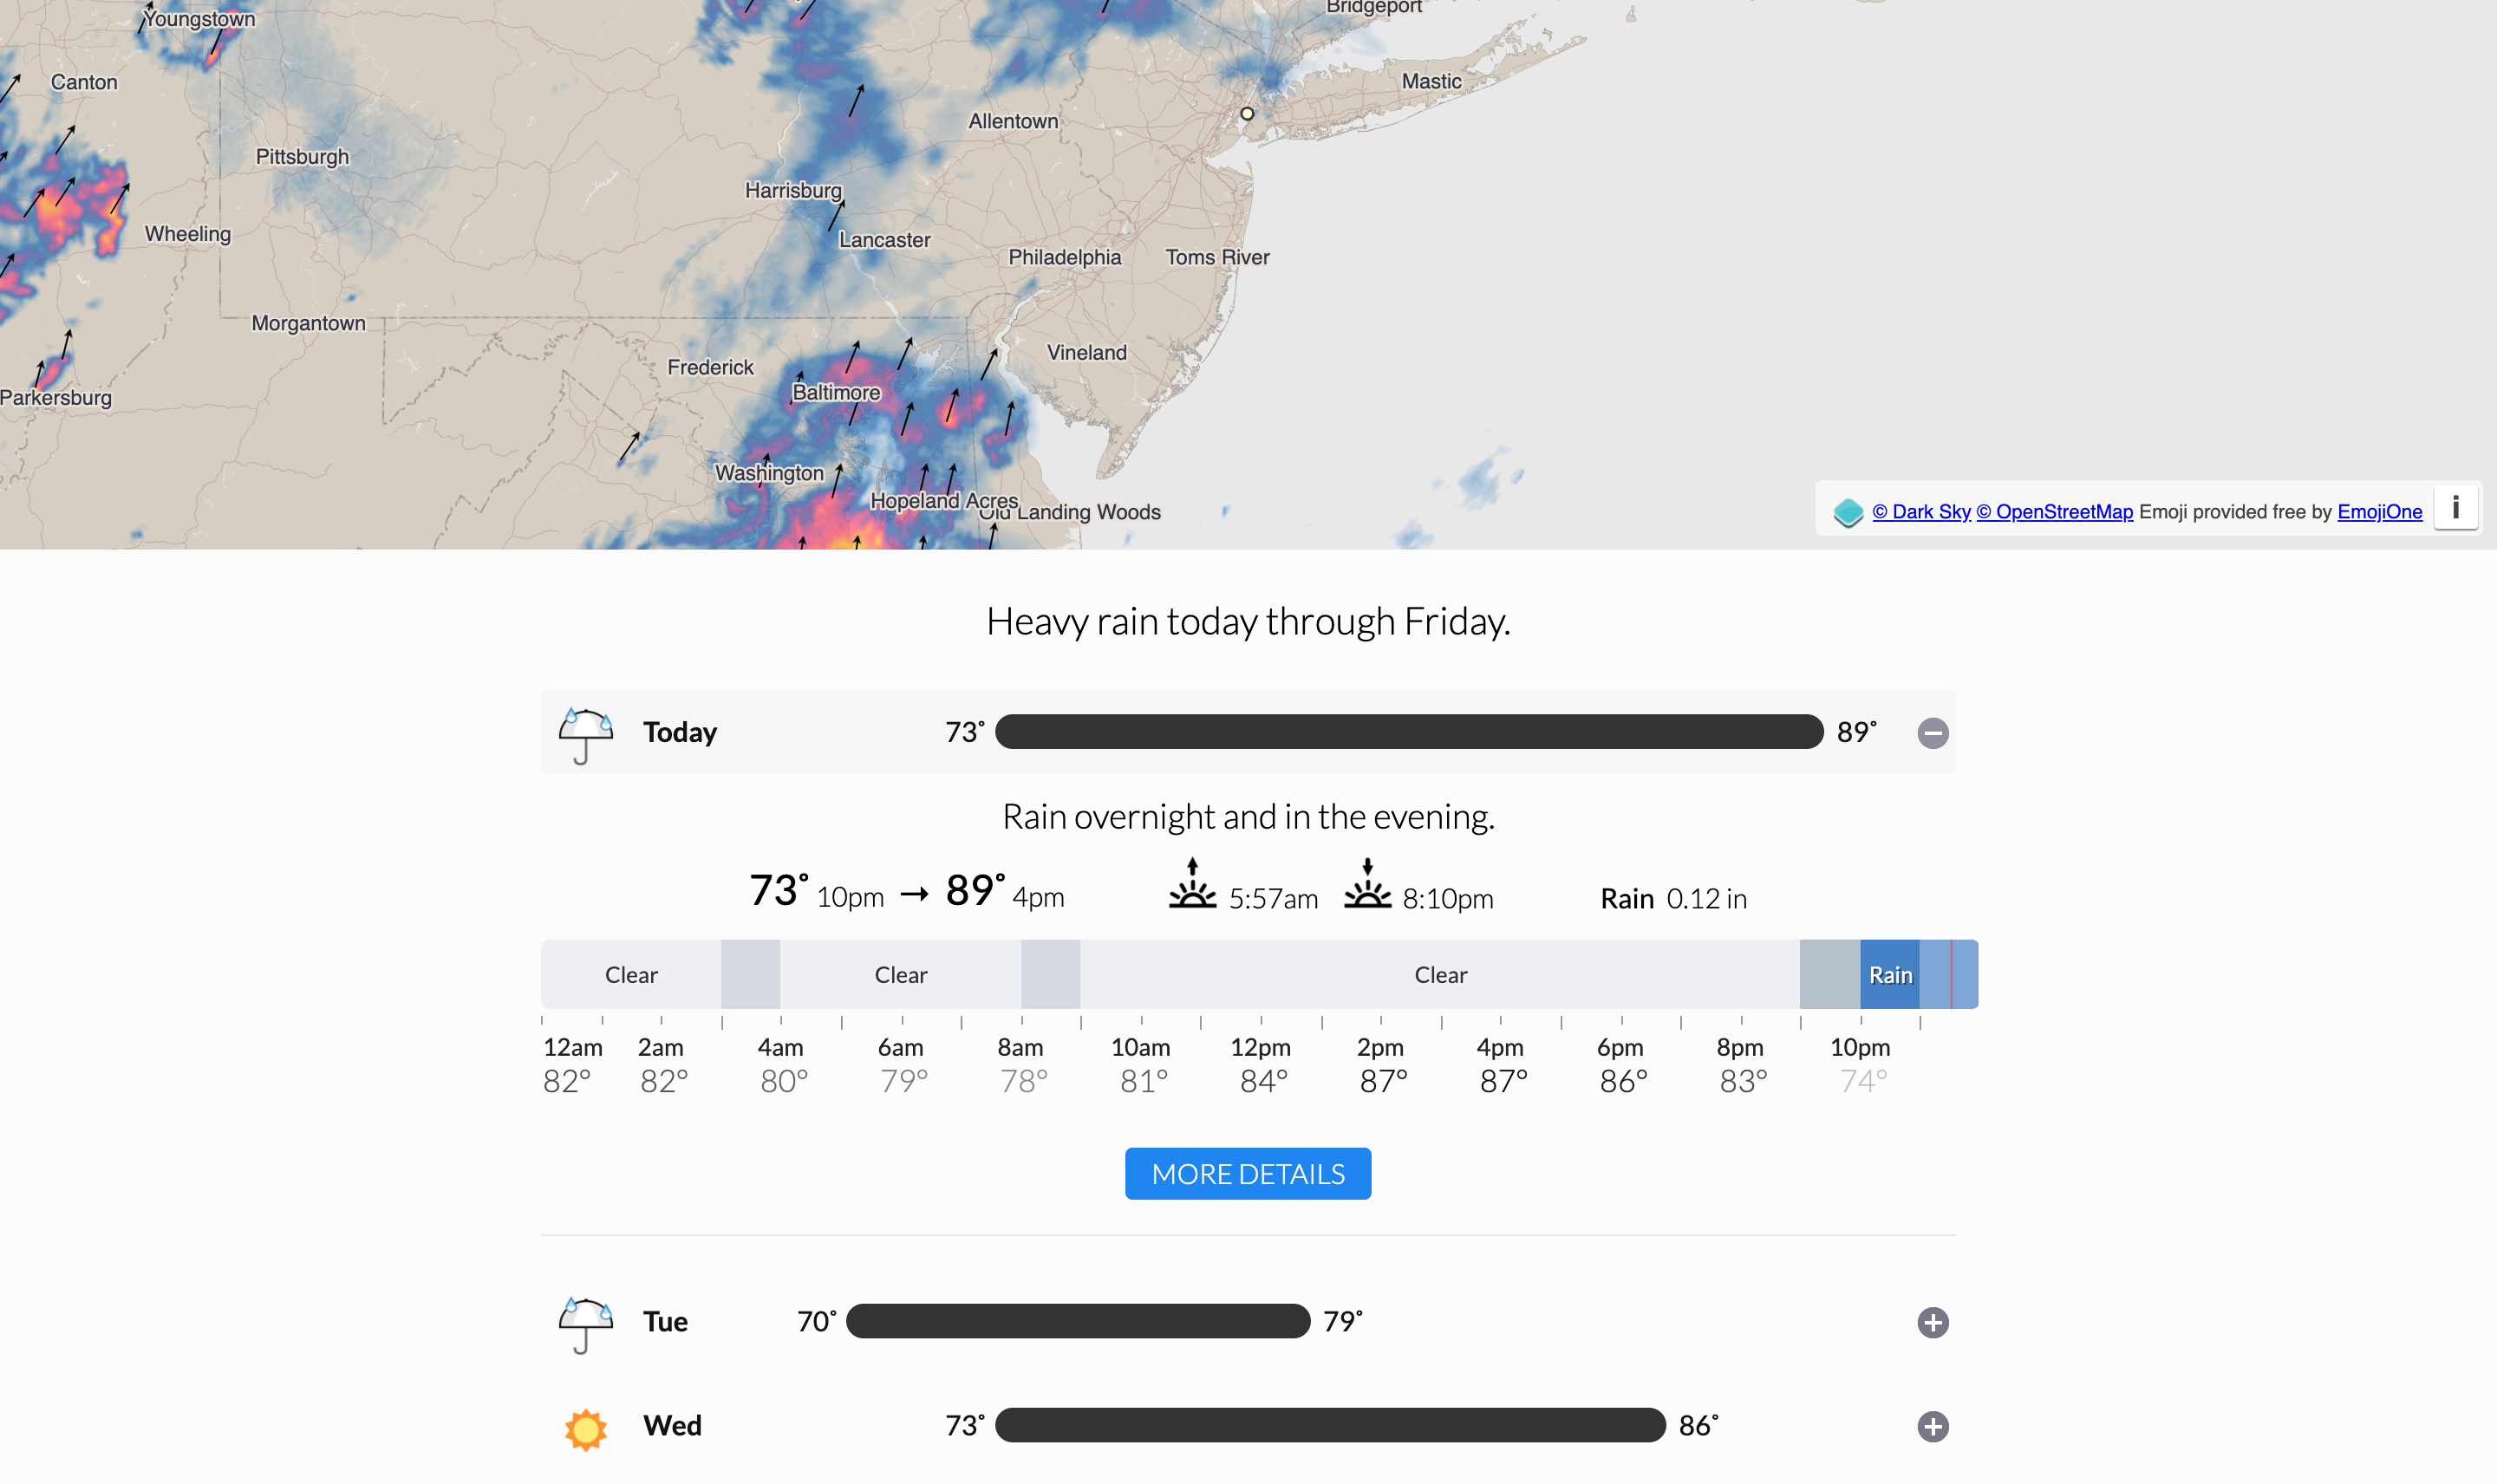 Bridgeport
Youngstown
Canton
Mastic
Allentown
Pittsburgh
Harrisburg
Wheeling
Lancaster
Philadelphia
Toms River
Morgantown
Vineland
Frederick
Baltimore
Parkersburg
Washington
Hopeland Acres
Old Landing Woods
© Dark Sky © OpenStreetMap Emoji provided free by EmojiOne i
Heavy rain today through Friday.
Today 73° 89°
Rain overnight and in the evening.
73° 10pm → 89° 4pm 5:57am 8:10pm Rain 0.12 in
Clear Clear Clear Rain
12am 2am 4am 6am 8am 10am 12pm 2pm 4pm 6pm 8pm 10pm
82° 82° 80° 79° 78° 81° 84° 87° 87° 86° 83° 74°
MORE DETAILS
Tue 70° 79°
Wed 73° 86°